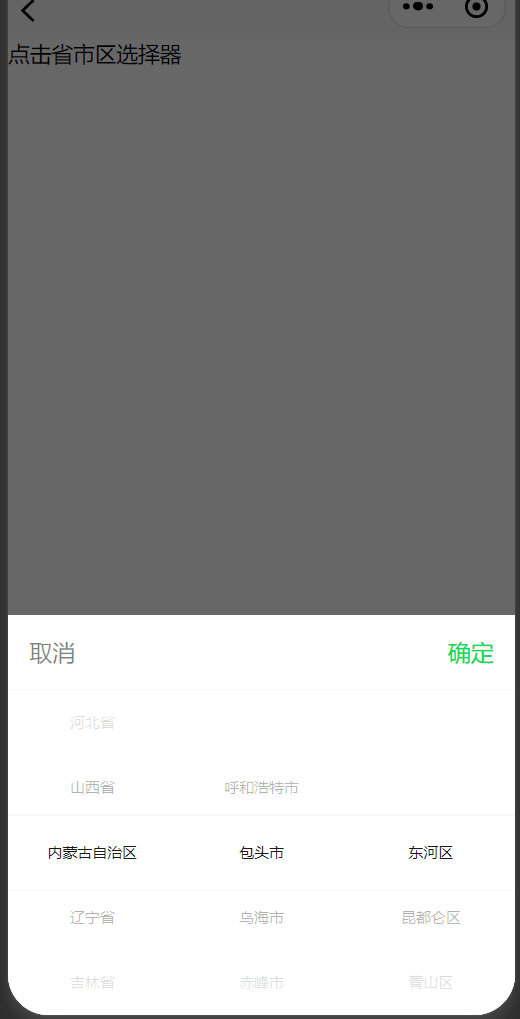 点击省市区选择器
取消 确定
河北省
山西省 呼和浩特市
内蒙古自治区 包头市 东河区
辽宁省 乌海市 昆都仑区
吉林省 赤峰市 青山区